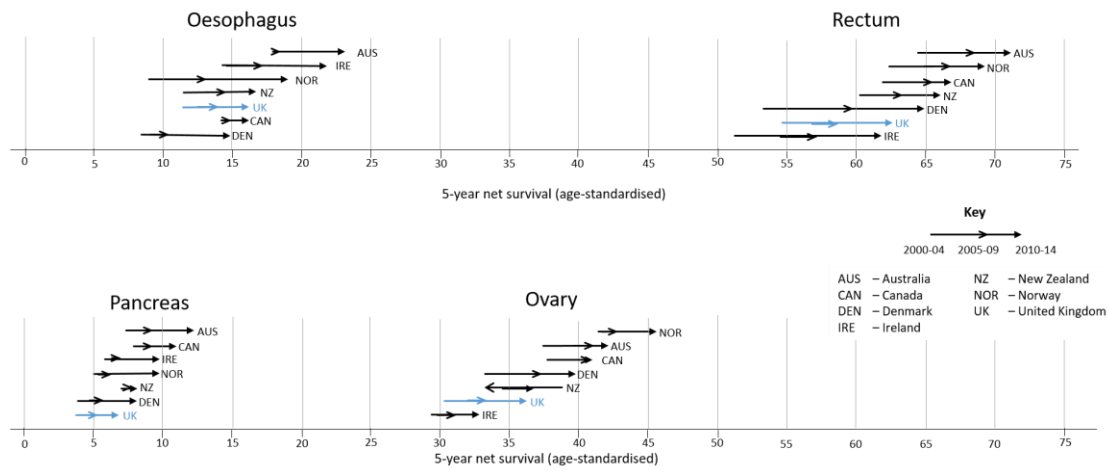 Oesophagus
Rectum
AUS
IRE
NOR
NZ
UK
CAN
DEN
AUS
NOR
CAN
NZ
DEN
UK
IRE
0 5 10 15 20 25 30 35 40 45 50 55 60 65 70 75
5-year net survival (age-standardised)
Key
2000-04 2005-09 2010-14
AUS – Australia NZ – New Zealand
CAN – Canada NOR – Norway
DEN – Denmark UK – United Kingdom
IRE – Ireland
Pancreas
Ovary
AUS
CAN
IRE
NOR
NZ
DEN
UK
NOR
AUS
CAN
DEN
NZ
UK
IRE
0 5 10 15 20 25 30 35 40 45 50 55 60 65 70 75
5-year net survival (age-standardised)